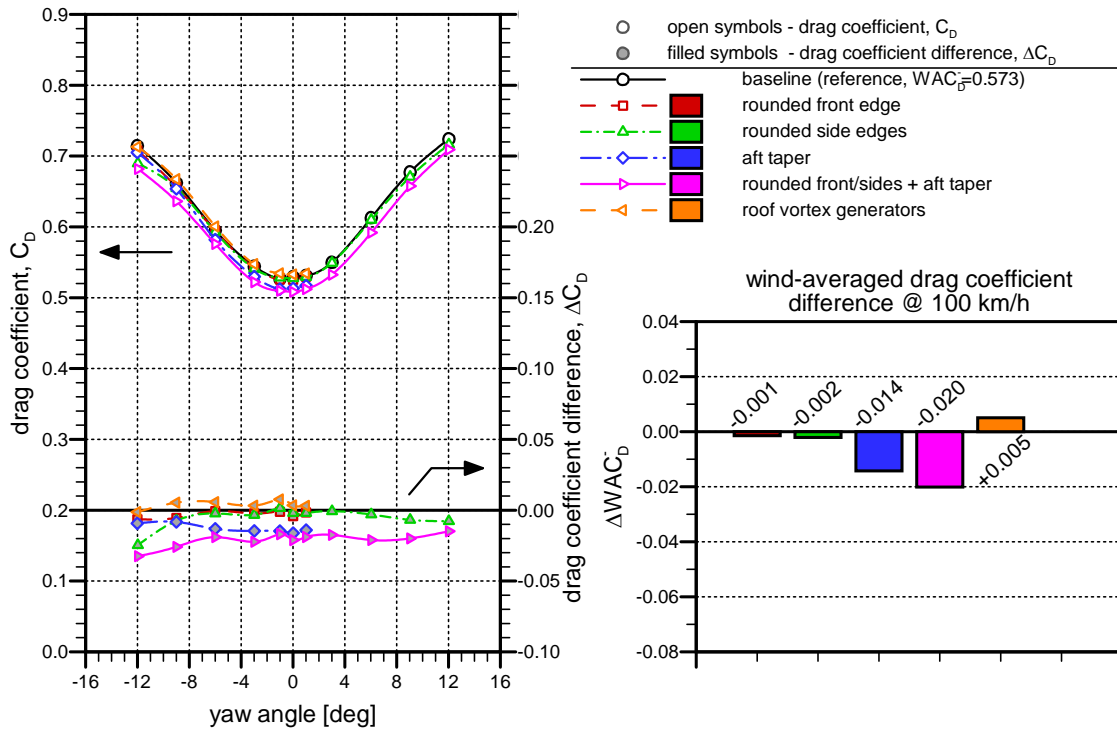 0.9
0.8
0.7
0.6
0.5
0.4
0.3
0.2
0.1
0.0
drag coefficient, C_D
-16 -12 -8 -4 0 4 8 12 16
yaw angle [deg]
0.20
0.15
0.10
0.05
0.00
-0.05
-0.10
drag coefficient difference, ΔC_D
open symbols - drag coefficient, C_D
filled symbols - drag coefficient difference, ΔC_D
baseline (reference, WAC_D=0.573)
rounded front edge
rounded side edges
aft taper
rounded front/sides + aft taper
roof vortex generators
wind-averaged drag coefficient
difference @ 100 km/h
0.04
0.02
0.00
-0.02
-0.04
-0.06
-0.08
ΔWAC_D
-0.001
-0.002
-0.014
-0.020
+0.005